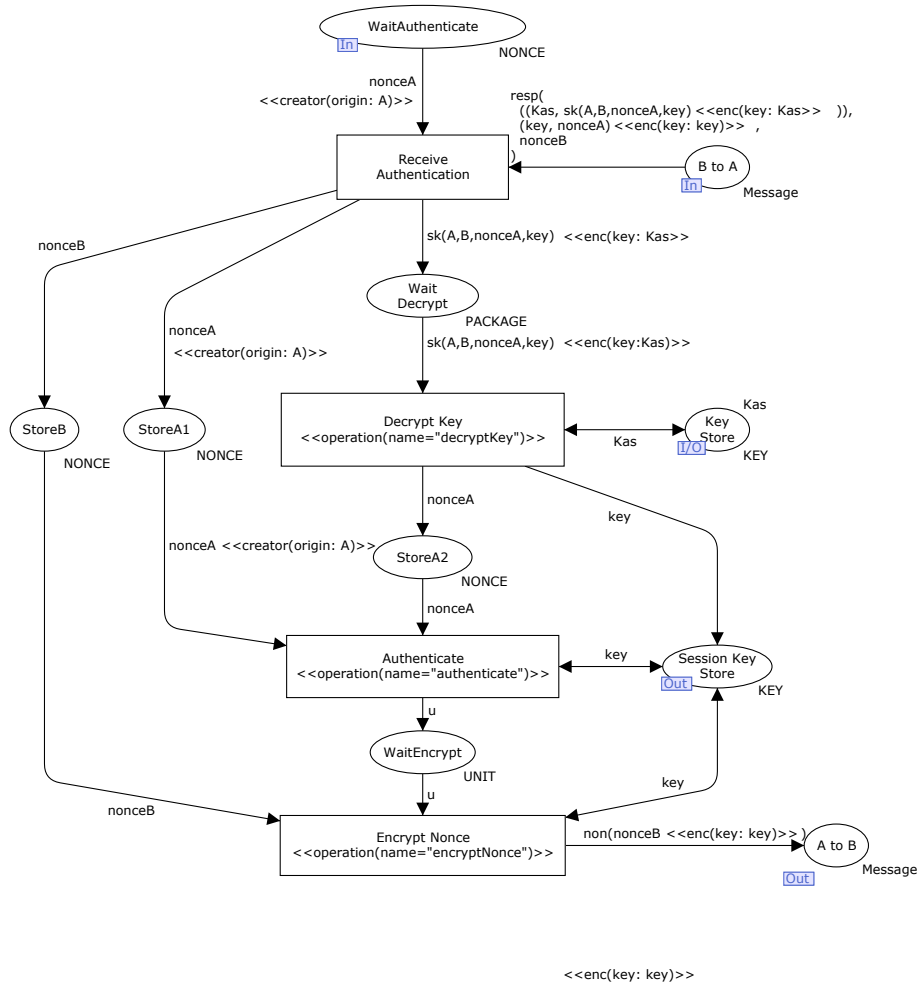 WaitAuthenticate
In
NONCE
nonceA
<<creator(origin: A)>>
resp(
((Kas, sk(A,B,nonceA,key) <<enc(key: Kas>> )),
(key, nonceA) <<enc(key: key)>> ,
nonceB
)
Receive
Authentication
B to A
In
Message
nonceB
sk(A,B,nonceA,key) <<enc(key: Kas>>
Wait
Decrypt
PACKAGE
nonceA
<<creator(origin: A)>>
sk(A,B,nonceA,key) <<enc(key:Kas)>>
StoreB
NONCE
StoreA1
NONCE
Decrypt Key
<<operation(name="decryptKey")>>
Kas
Kas
Key
Store
I/O
KEY
nonceA
key
nonceA <<creator(origin: A)>>
StoreA2
NONCE
nonceA
Authenticate
<<operation(name="authenticate")>>
key
Session Key
Store
Out
KEY
u
WaitEncrypt
UNIT
u
key
nonceB
Encrypt Nonce
<<operation(name="encryptNonce")>>
non(nonceB <<enc(key: key)>> )
A to B
Out
Message
<<enc(key: key)>>